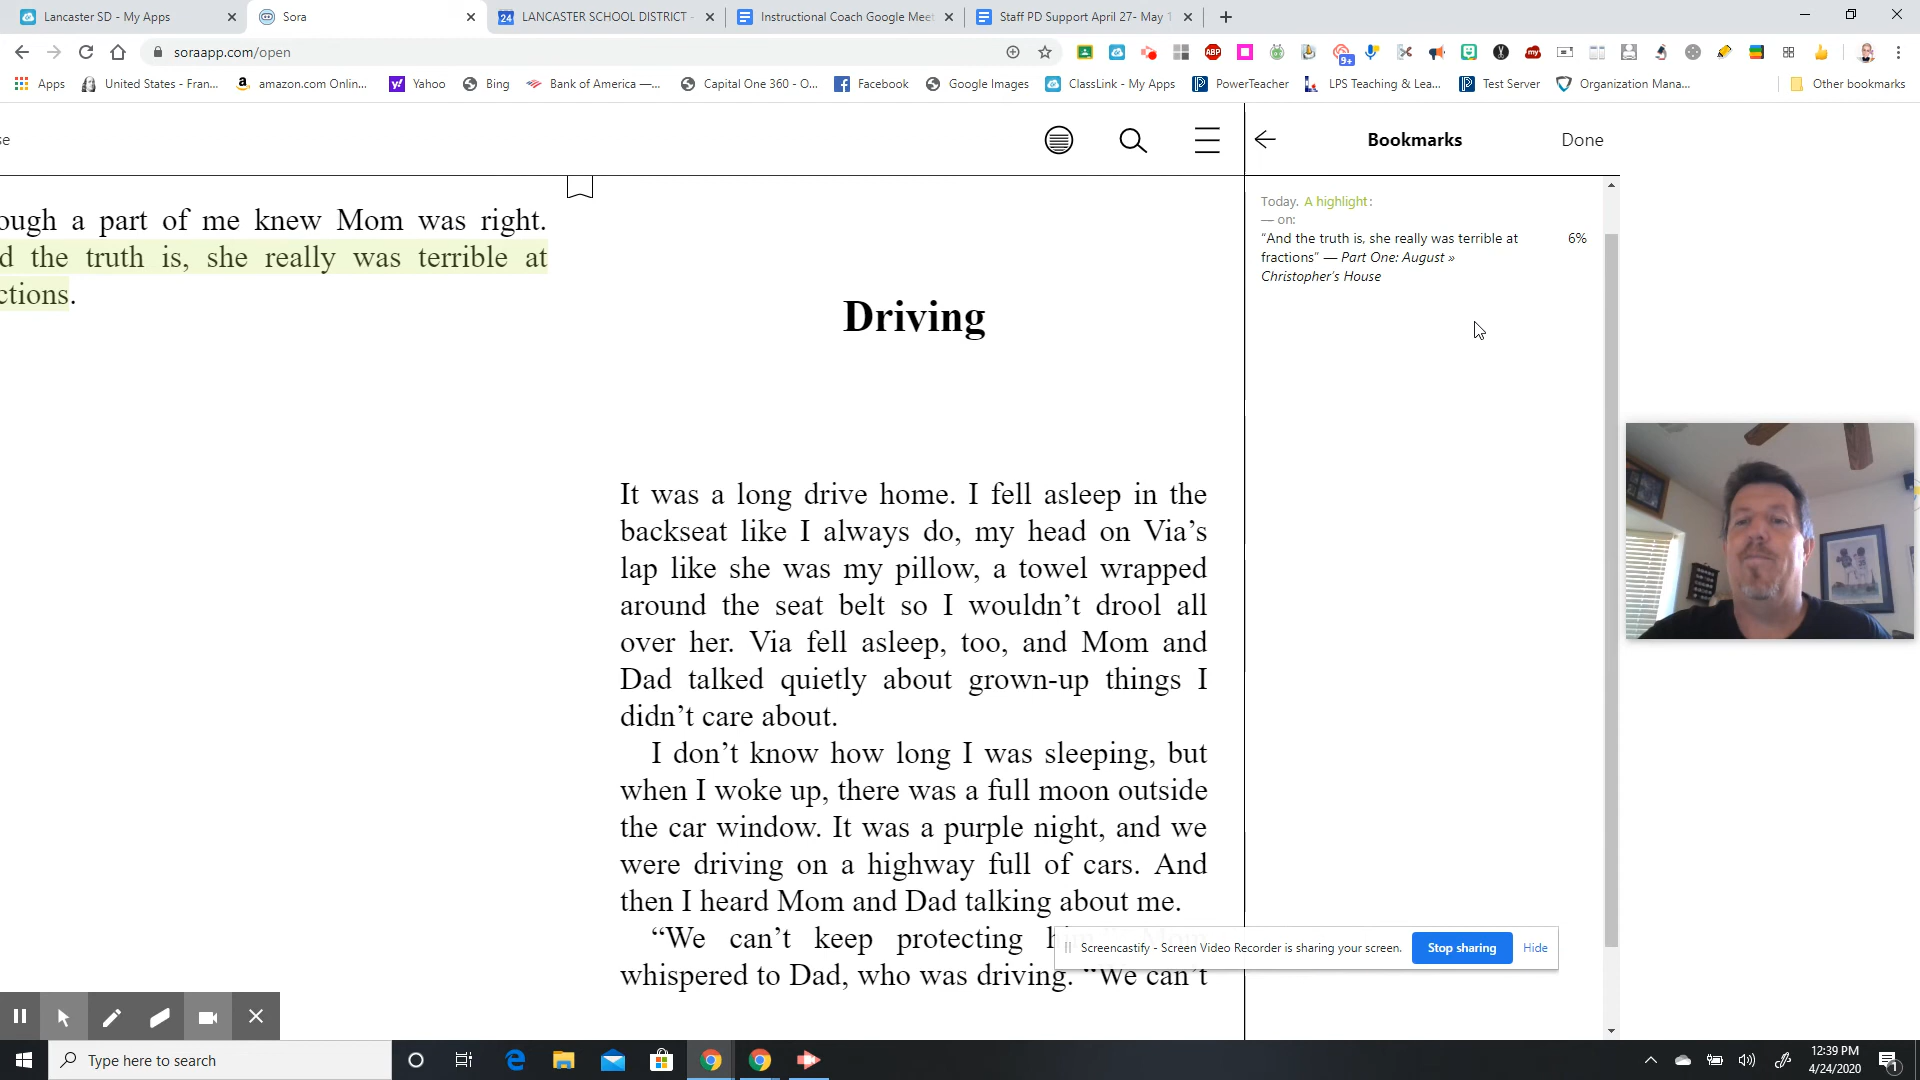 Lancaster SD - My Apps
Sora
24 LANCASTER SCHOOL DISTRICT -
Instructional Coach Google Meet
Staff PD Support April 27- May 1
soraapp.com/open
ABP
9+
my
Apps
United States - Fran...
amazon.com Onlin...
Yahoo
Bing
Bank of America —...
Capital One 360 - O...
Facebook
Google Images
ClassLink - My Apps
PowerTeacher
LPS Teaching & Lea...
Test Server
Organization Mana...
Other bookmarks
se
Bookmarks
Done
ough a part of me knew Mom was right.
d the truth is, she really was terrible at
ctions.
Driving
It was a long drive home. I fell asleep in the
backseat like I always do, my head on Via’s
lap like she was my pillow, a towel wrapped
around the seat belt so I wouldn’t drool all
over her. Via fell asleep, too, and Mom and
Dad talked quietly about grown-up things I
didn’t care about.
I don’t know how long I was sleeping, but
when I woke up, there was a full moon outside
the car window. It was a purple night, and we
were driving on a highway full of cars. And
then I heard Mom and Dad talking about me.
“We can’t keep protecting
whispered to Dad, who was driving. “We can’t
Today. A highlight:
— on:
“And the truth is, she really was terrible at
fractions” — Part One: August »
Christopher’s House
6%
Screencastify - Screen Video Recorder is sharing your screen.
Stop sharing
Hide
Type here to search
12:39 PM
4/24/2020
1